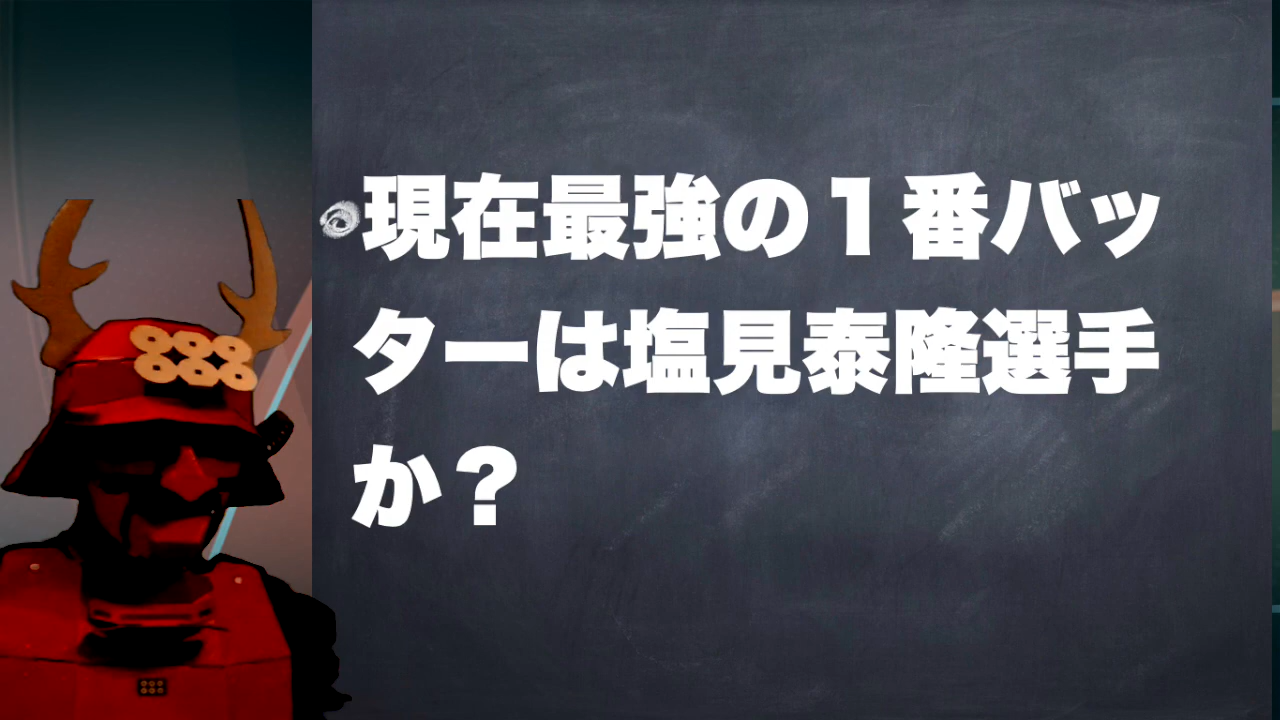 現在最強の１番バッ
ターは塩見泰隆選手
か？